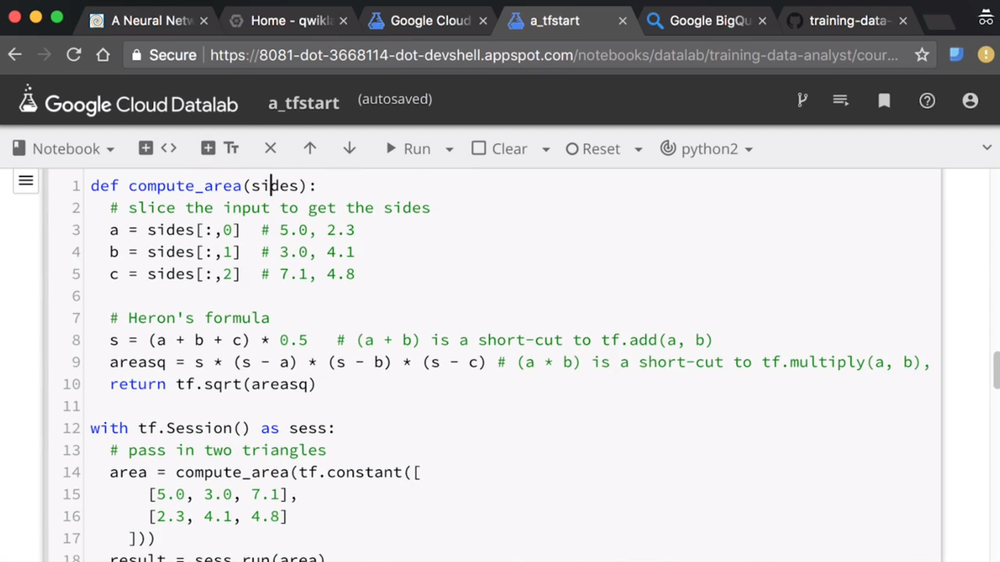 A Neural Netw
Home - qwikla
Google Cloud
a_tfstart
Google BigQu
training-data-
Secure https://8081-dot-3668114-dot-devshell.appspot.com/notebooks/datalab/training-data-analyst/cour...
Google Cloud Datalab a_tfstart (autosaved)
Notebook Run Clear Reset python2
1 def compute_area(sides):
2 # slice the input to get the sides
3 a = sides[:,0] # 5.0, 2.3
4 b = sides[:,1] # 3.0, 4.1
5 c = sides[:,2] # 7.1, 4.8
6
7 # Heron's formula
8 s = (a + b + c) * 0.5 # (a + b) is a short-cut to tf.add(a, b)
9 areasq = s * (s - a) * (s - b) * (s - c) # (a * b) is a short-cut to tf.multiply(a, b),
10 return tf.sqrt(areasq)
11
12 with tf.Session() as sess:
13 # pass in two triangles
14 area = compute_area(tf.constant([
15 [5.0, 3.0, 7.1],
16 [2.3, 4.1, 4.8]
17 ]))
18 result = sess.run(area)